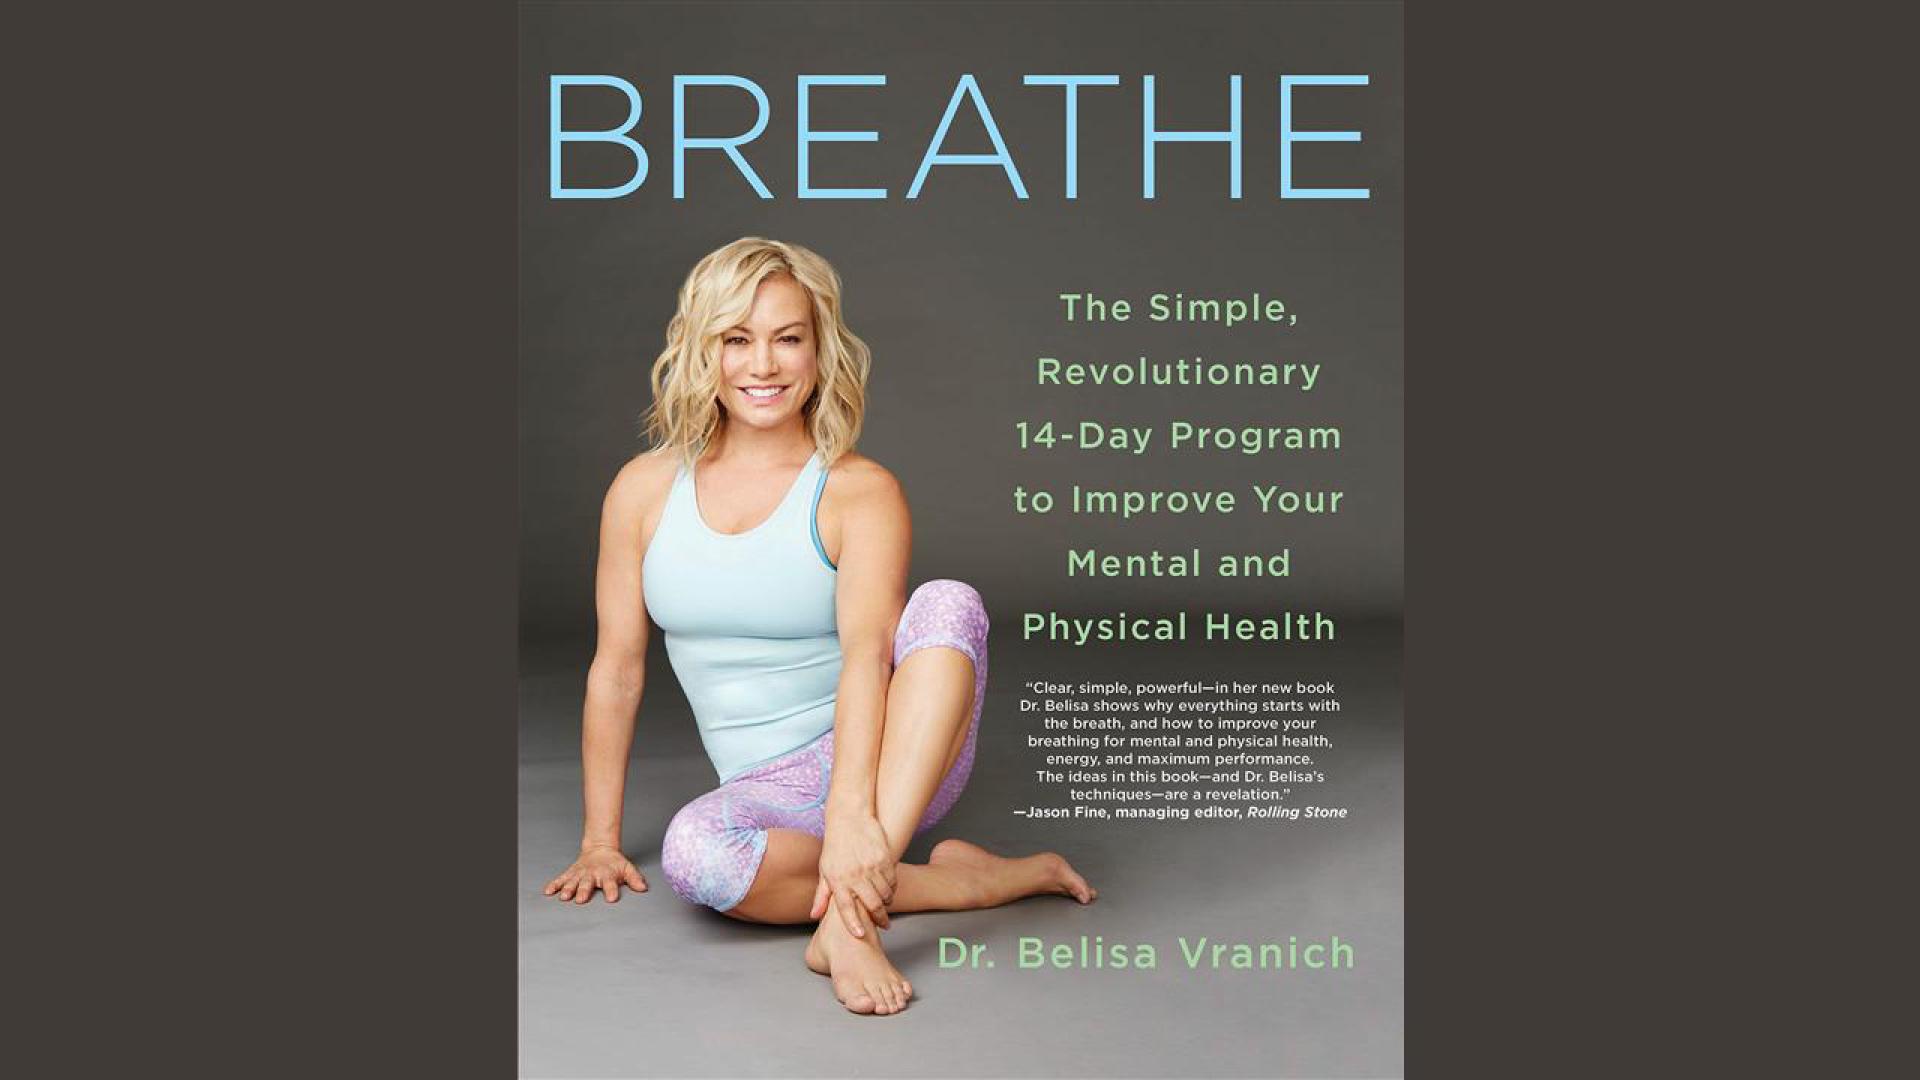 BREATHE
The Simple,
Revolutionary
14-Day Program
to Improve Your
Mental and
Physical Health
“Clear, simple, powerful—in her new book
Dr. Belisa shows why everything starts with
the breath, and how to improve your
breathing for mental and physical health,
energy, and maximum performance.
The ideas in this book—and Dr. Belisa’s
techniques—are a revelation.”
—Jason Fine, managing editor, Rolling Stone
Dr. Belisa Vranich